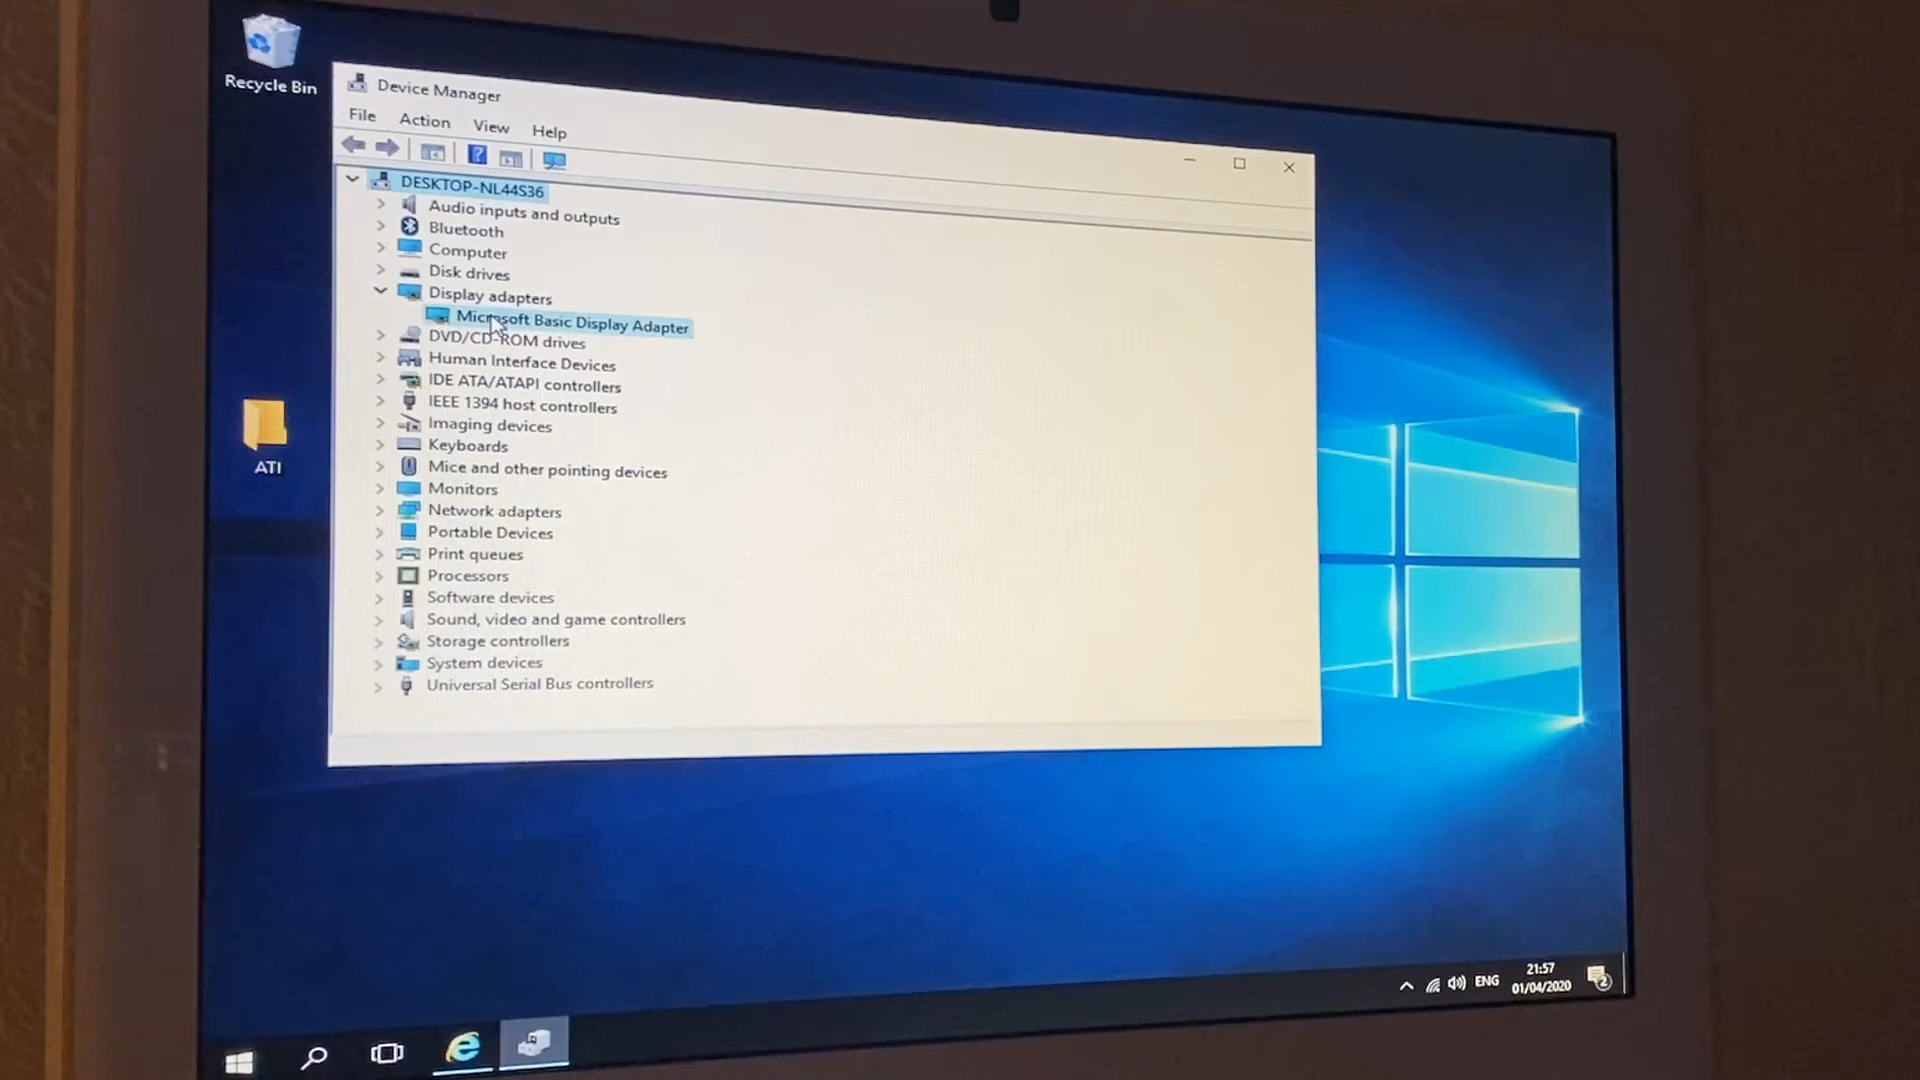 Recycle Bin
Device Manager
File Action View Help
DESKTOP-NL44S36
Audio inputs and outputs
Bluetooth
Computer
Disk drives
Display adapters
Microsoft Basic Display Adapter
DVD/CD-ROM drives
Human Interface Devices
IDE ATA/ATAPI controllers
IEEE 1394 host controllers
Imaging devices
Keyboards
Mice and other pointing devices
Monitors
Network adapters
Portable Devices
Print queues
Processors
Software devices
Sound, video and game controllers
Storage controllers
System devices
Universal Serial Bus controllers
ATI
ENG
21:57
01/04/2020
2